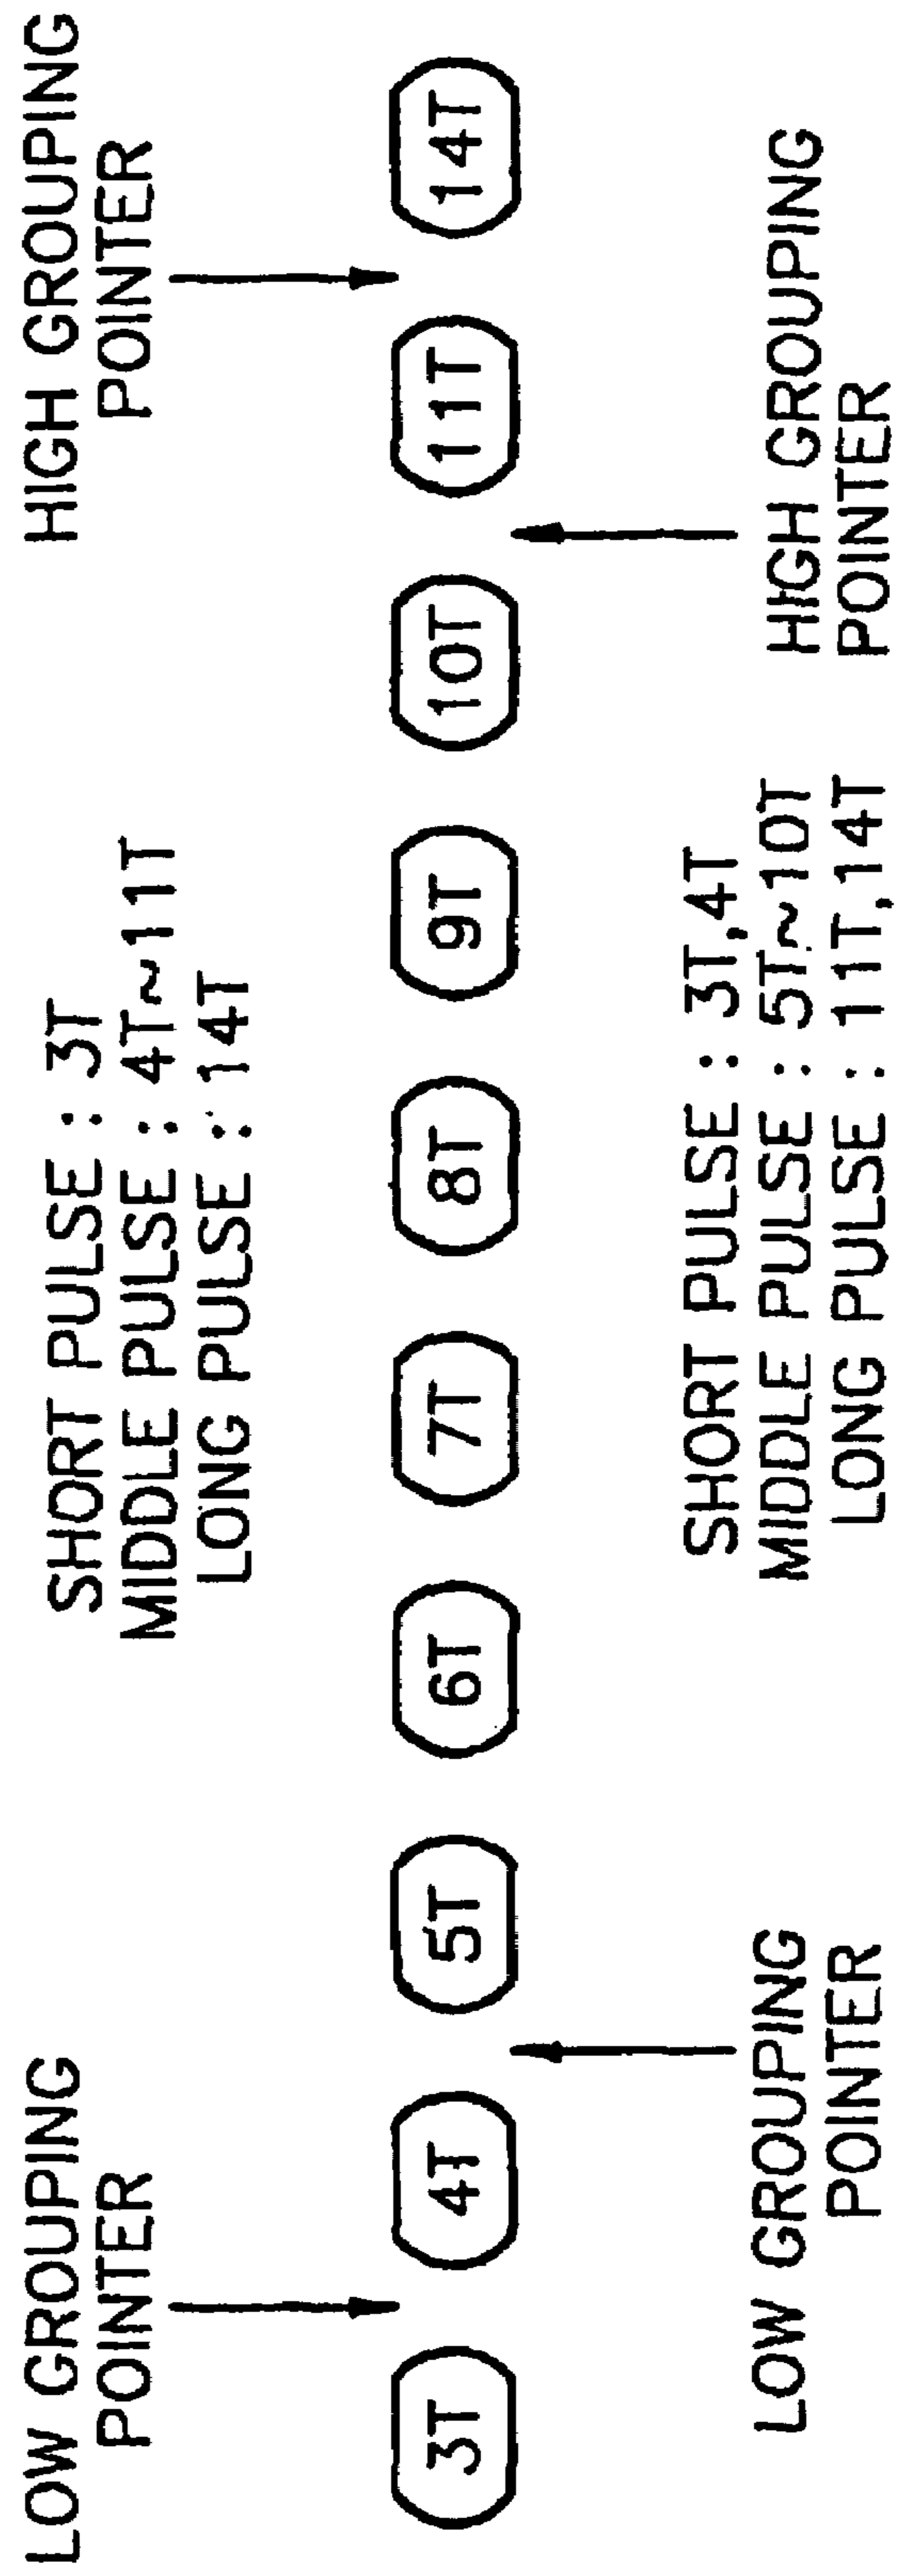 LOW GROUPING
POINTER
SHORT PULSE : 3T
MIDDLE PULSE : 4T~11T
LONG PULSE : 14T
HIGH GROUPING
POINTER
3T
4T
5T
6T
7T
8T
9T
10T
11T
14T
LOW GROUPING
POINTER
SHORT PULSE : 3T,4T
MIDDLE PULSE : 5T~10T
LONG PULSE : 11T,14T
HIGH GROUPING
POINTER